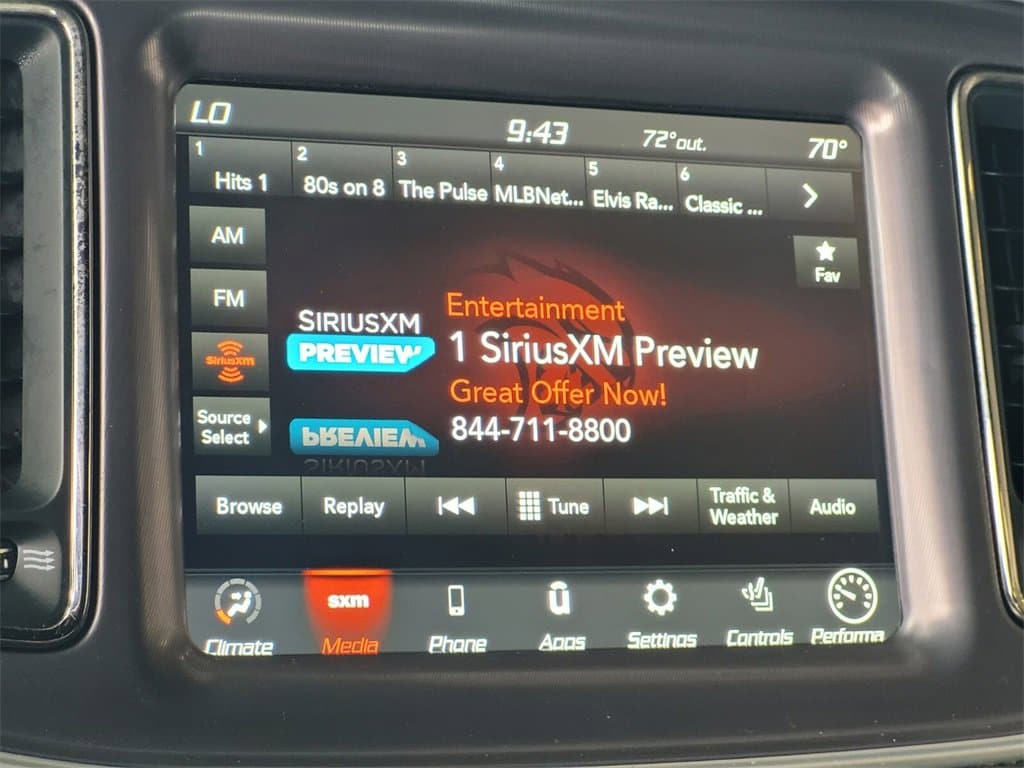 LO
9:43
72° out.
70°
1
Hits 1
2
80s on 8
3
The Pulse
4
MLBNet...
5
Elvis Ra...
6
Classic ...
AM
FM
SiriusXM
Source
Select
Fav
SIRIUSXM
PREVIEW
Entertainment
1 SiriusXM Preview
Great Offer Now!
844-711-8800
PREVIEW
SIRIUSXM
Browse
Replay
Tune
Traffic &
Weather
Audio
Climate
sxm
Media
Phone
Apps
Settings
Controls
Performa